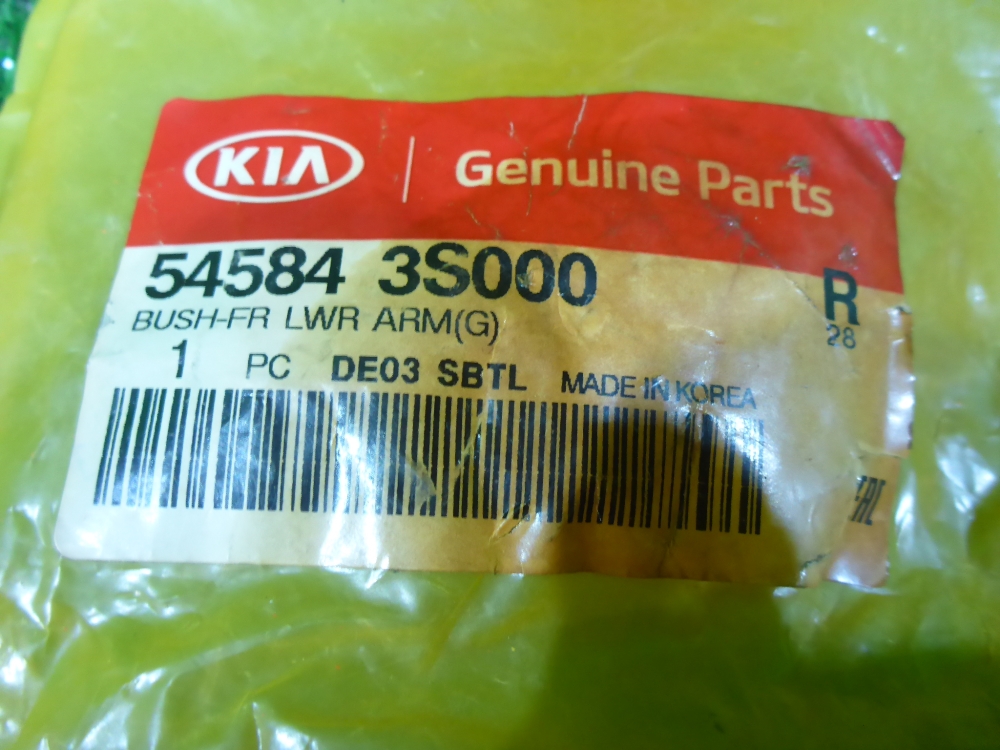 KIA Genuine Parts
54584 3S000 R
BUSH-FR LWR ARM(G) 28
1 PC DE03 SBTL MADE IN KOREA